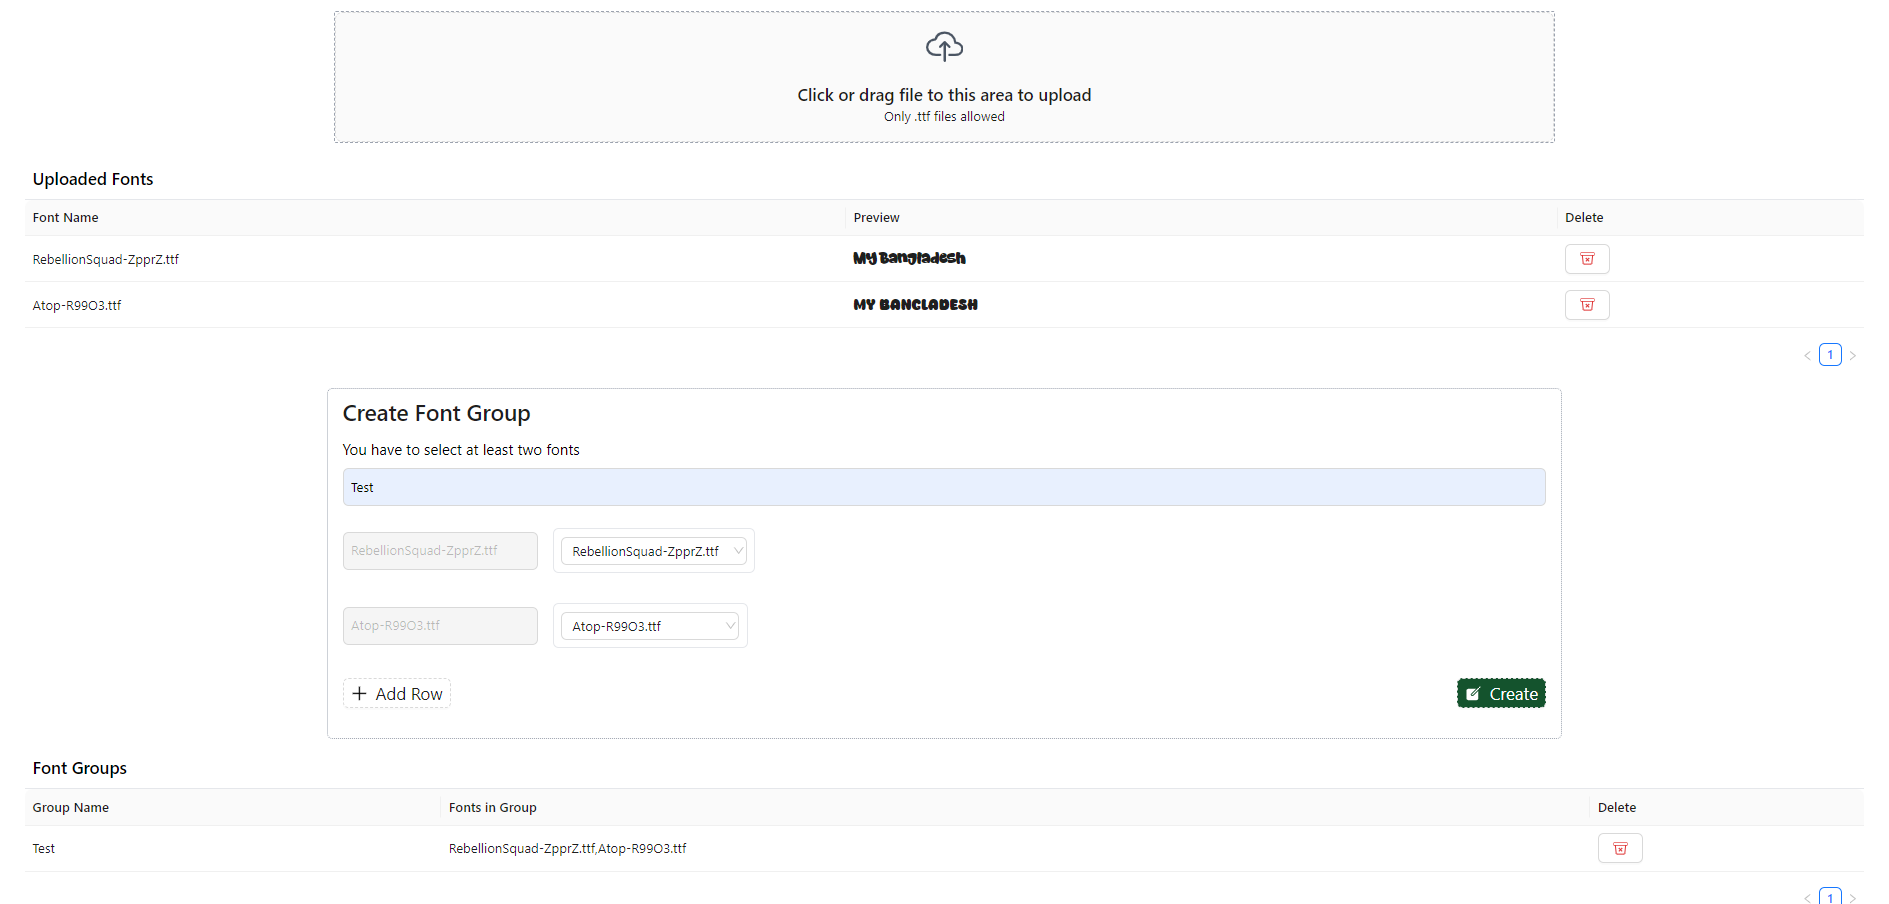 Click or drag file to this area to upload
Only .ttf files allowed
Uploaded Fonts
Font Name Preview Delete
RebellionSquad-ZpprZ.ttf My Bangladesh
Atop-R99O3.ttf MY BANGLADESH
< 1 >
Create Font Group
You have to select at least two fonts
Test
RebellionSquad-ZpprZ.ttf RebellionSquad-ZpprZ.ttf
Atop-R99O3.ttf Atop-R99O3.ttf
+ Add Row Create
Font Groups
Group Name Fonts in Group Delete
Test RebellionSquad-ZpprZ.ttf,Atop-R99O3.ttf
< 1 >